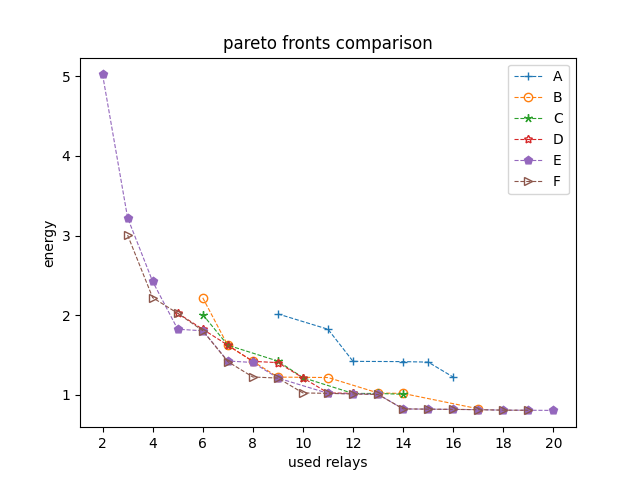 pareto fronts comparison
A
B
C
D
E
F
energy
5
4
3
2
1
2 4 6 8 10 12 14 16 18 20
used relays